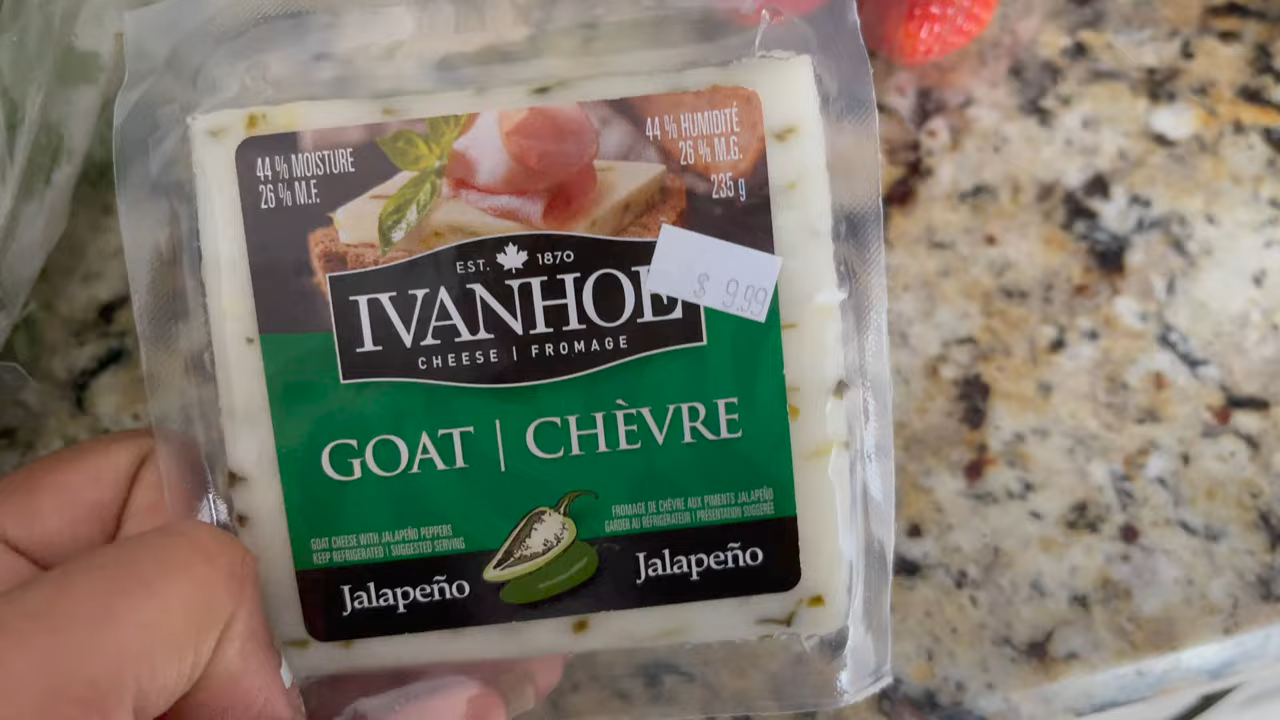 44 % MOISTURE
26 % M.F.
44 % HUMIDITÉ
26 % M.G.
235 g
EST. 1870
IVANHOE
CHEESE | FROMAGE
$ 9.99
GOAT | CHÈVRE
GOAT CHEESE WITH JALAPEÑO PEPPERS
KEEP REFRIGERATED | SUGGESTED SERVING
FROMAGE DE CHÈVRE AUX PIMENTS JALAPEÑO
GARDER AU RÉFRIGÉRATEUR | PRÉSENTATION SUGGÉRÉE
Jalapeño
Jalapeño